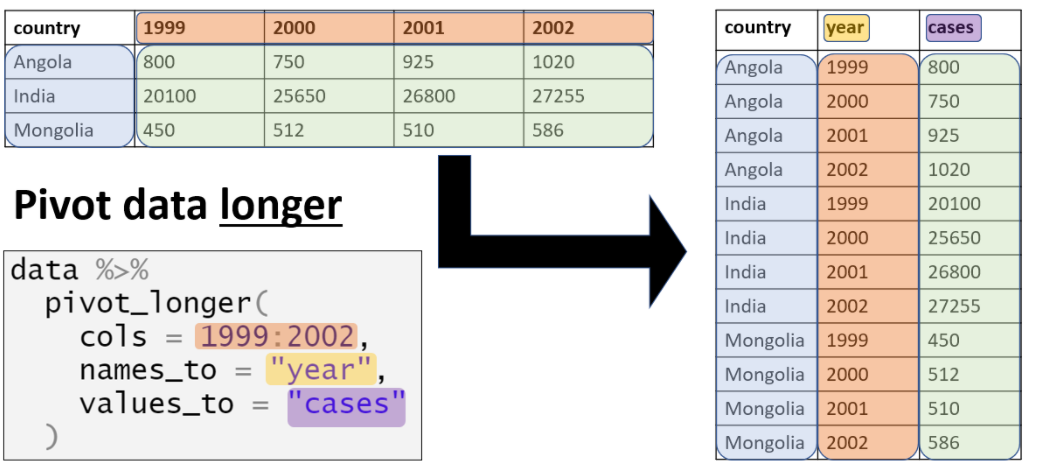 country 1999 2000 2001 2002
Angola 800 750 925 1020
India 20100 25650 26800 27255
Mongolia 450 512 510 586
Pivot data longer
data %>%
pivot_longer(
cols = 1999:2002,
names_to = "year",
values_to = "cases"
)
country year cases
Angola 1999 800
Angola 2000 750
Angola 2001 925
Angola 2002 1020
India 1999 20100
India 2000 25650
India 2001 26800
India 2002 27255
Mongolia 1999 450
Mongolia 2000 512
Mongolia 2001 510
Mongolia 2002 586